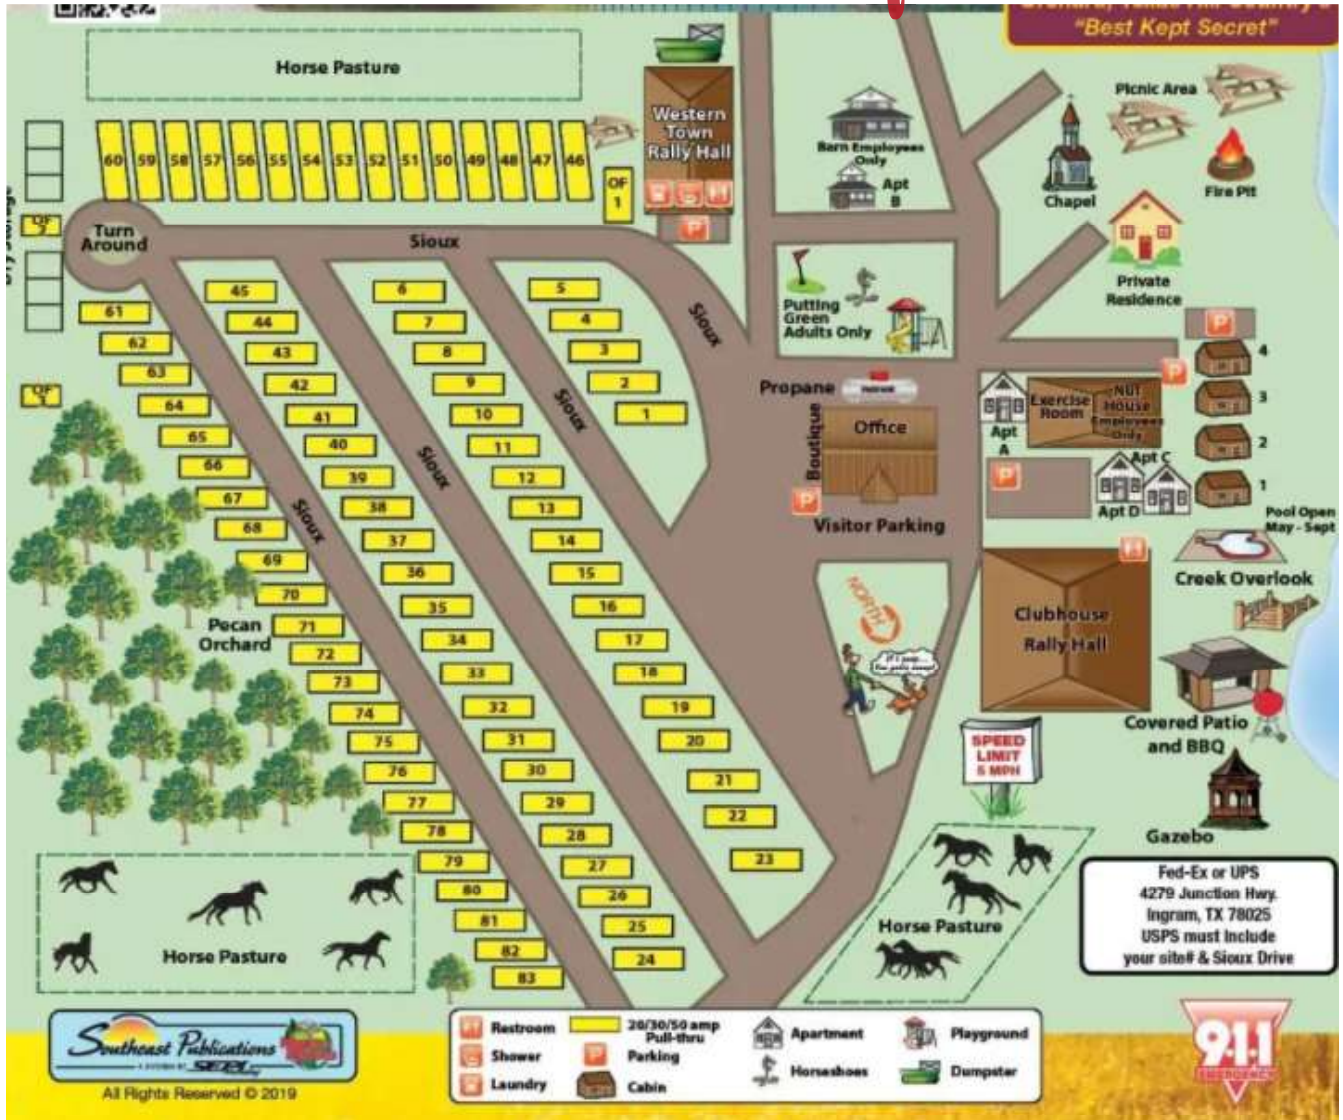 "Best Kept Secret"
Horse Pasture
Western
Town
Rally Hall
Barn Employees
Only
Apt
B
Picnic Area
Chapel
Fire Pit
Private
Residence
60 59 58 57 56 55 54 53 52 51 50 49 48 47 46
OF
1
P
Turn
Around
Sioux
Sioux
Putting
Green
Adults Only
45
44
43
42
41
40
39
38
37
36
35
34
33
32
31
30
29
28
27
26
25
24
6
7
8
9
10
11
12
13
14
15
16
17
18
19
20
21
22
23
5
4
3
2
1
61
62
63
64
65
66
67
68
69
70
71
72
73
74
75
76
77
78
79
80
81
82
83
Sioux
Sioux
Sioux
Pecan
Orchard
Propane
Boutique
Office
P
Visitor Parking
Apt
A
Exercise
Room
Nut
House
Employees
Only
P
P
P
4
3
2
1
Apt C
Apt D
Pool Open
May - Sept
Creek Overlook
Clubhouse
Rally Hall
NORTH
Covered Patio
and BBQ
SPEED
LIMIT
5 MPH
Gazebo
Horse Pasture
Horse Pasture
Fed-Ex or UPS
4279 Junction Hwy.
Ingram, TX 78025
USPS must Include
your site# & Sioux Drive
Southeast Publications
All Rights Reserved © 2019
Restroom
Shower
Laundry
20/30/50 amp
Pull-thru
P Parking
Cabin
Apartment
Horseshoes
Playground
Dumpster
9-1-1
EMERGENCY